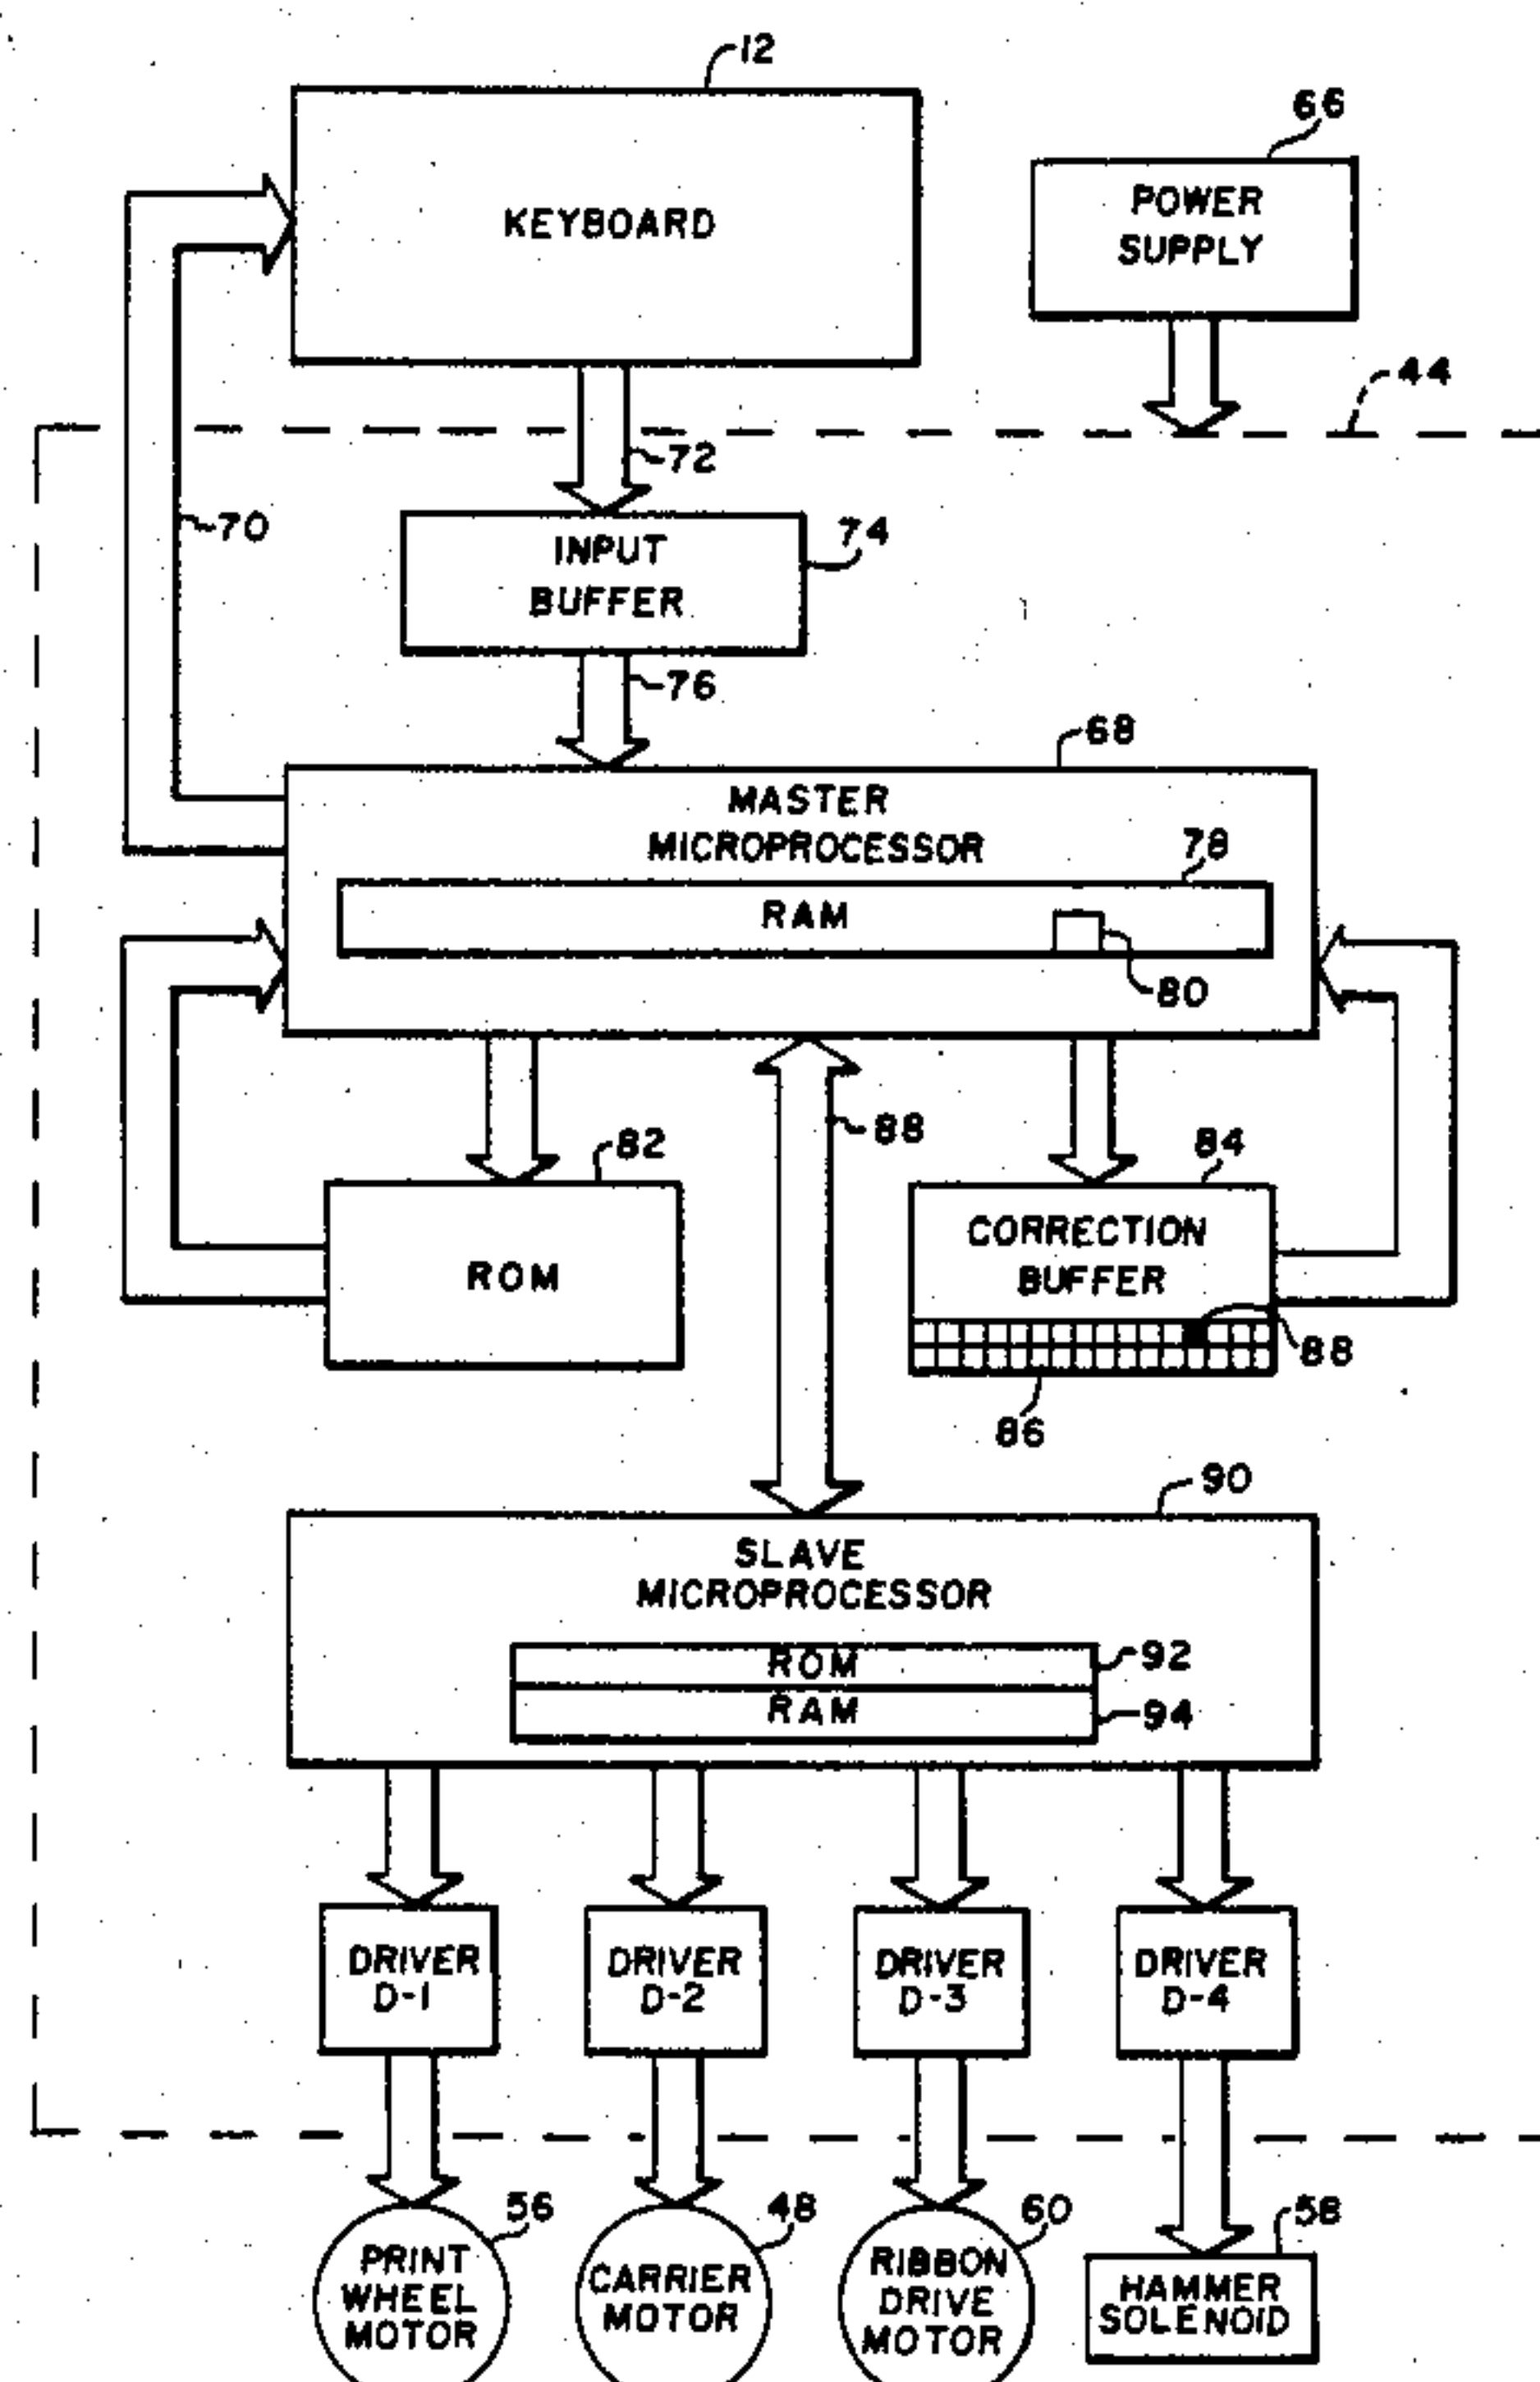 12
KEYBOARD
66
POWER
SUPPLY
44
72
70
INPUT
BUFFER
74
76
68
MASTER
MICROPROCESSOR
78
RAM
80
82
ROM
88
84
CORRECTION
BUFFER
88
86
90
SLAVE
MICROPROCESSOR
ROM
92
RAM
94
DRIVER
D-1
DRIVER
D-2
DRIVER
D-3
DRIVER
D-4
56
PRINT
WHEEL
MOTOR
48
CARRIER
MOTOR
60
RIBBON
DRIVE
MOTOR
58
HAMMER
SOLENOID